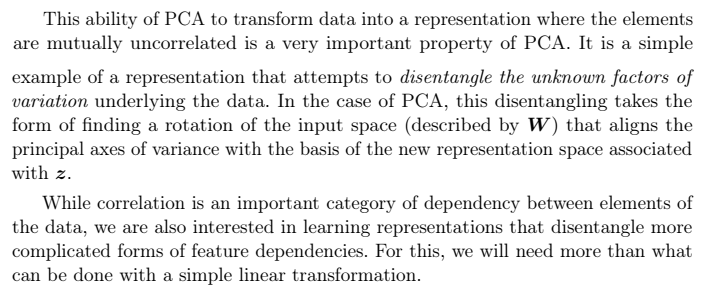 This ability of PCA to transform data into a representation where the elements
are mutually uncorrelated is a very important property of PCA. It is a simple
example of a representation that attempts to disentangle the unknown factors of
variation underlying the data. In the case of PCA, this disentangling takes the
form of finding a rotation of the input space (described by W) that aligns the
principal axes of variance with the basis of the new representation space associated
with z.
While correlation is an important category of dependency between elements of
the data, we are also interested in learning representations that disentangle more
complicated forms of feature dependencies. For this, we will need more than what
can be done with a simple linear transformation.